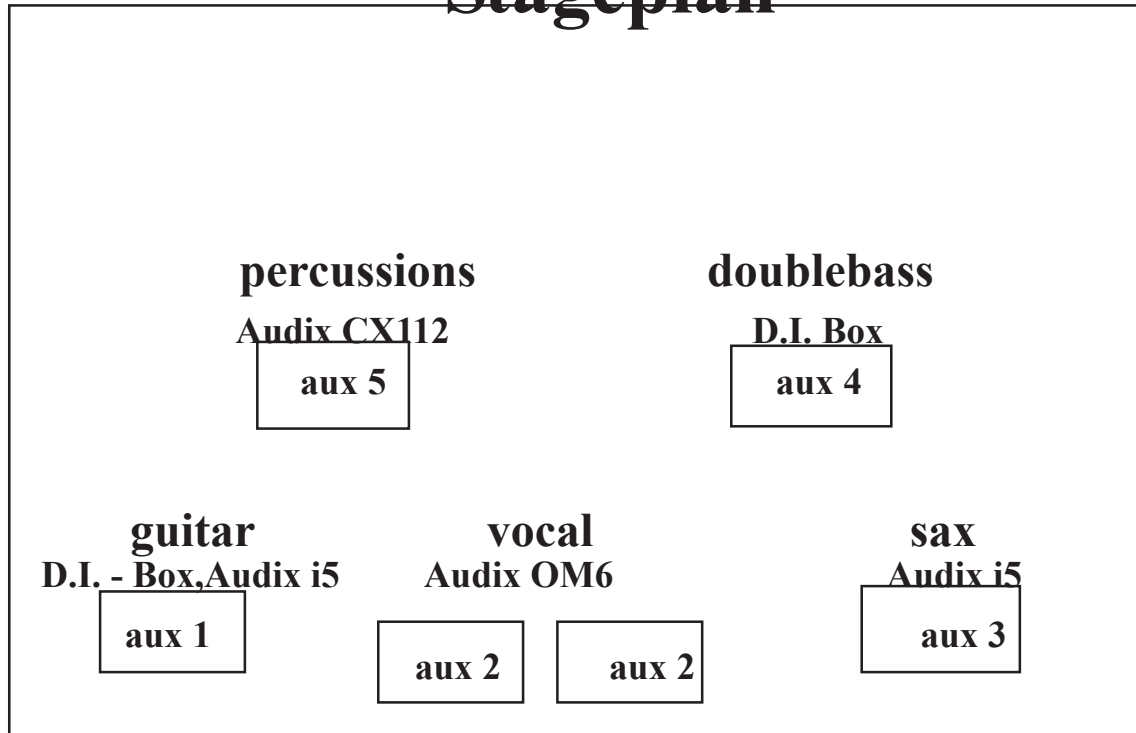 Stageplan
percussions
doublebass
Audix CX112
D.I. Box
aux 5
aux 4
guitar
vocal
sax
D.I. - Box,Audix i5
Audix OM6
Audix i5
aux 1
aux 2
aux 2
aux 3